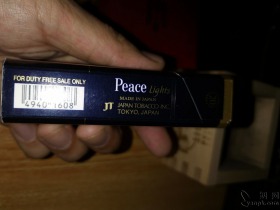 FOR DUTY FREE SALE ONLY
4940 1608
Peace Lights
MADE IN JAPAN
JT JAPAN TOBACCO INC.
TOKYO, JAPAN